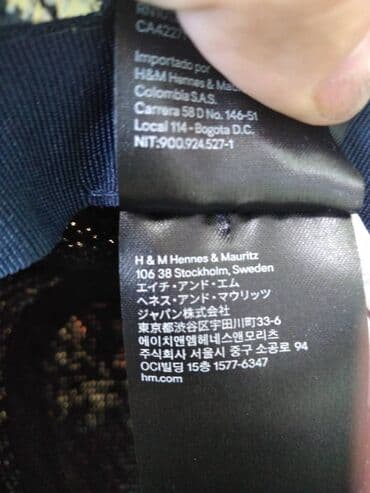 CA4227
Importado por
H&M Hennes & Mau
Colombia S.A.S.
Carrera 58 D No. 146-51
Local 114 - Bogota D.C.
NIT:900.924.527-1
H & M Hennes & Mauritz
106 38 Stockholm, Sweden
エイチ・アンド・エム
ヘネス・アンド・マウリッツ
ジャパン株式会社
東京都渋谷区宇田川町33-6
에이치앤엠헤네스앤모리츠
주식회사 서울시 중구 소공로 94
OCI빌딩 15층 1577-6347
hm.com